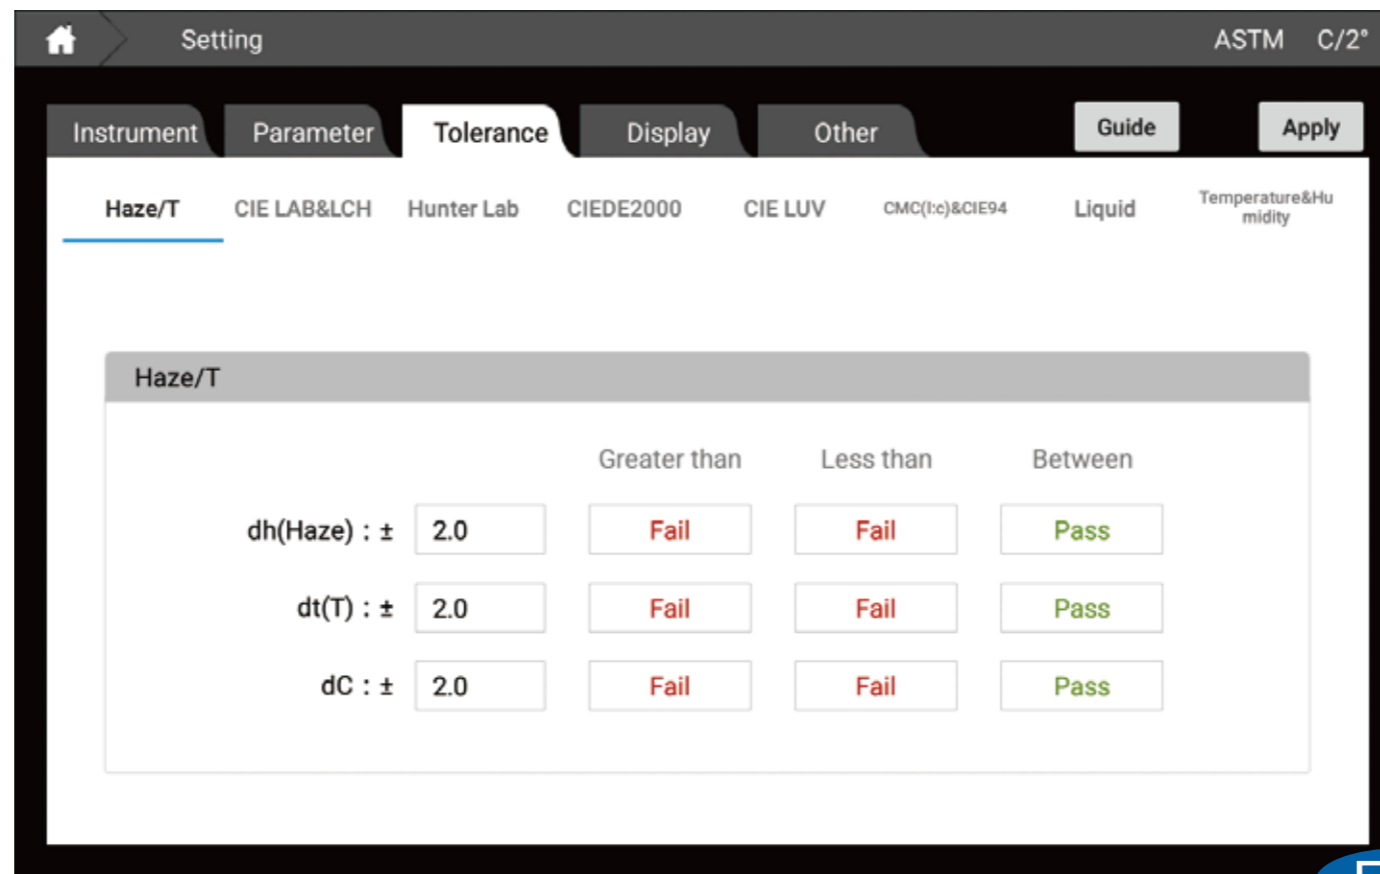 Setting ASTM C/2°
Instrument Parameter Tolerance Display Other Guide Apply
Haze/T CIE LAB&LCH Hunter Lab CIEDE2000 CIE LUV CMC(l:c)&CIE94 Liquid Temperature&Hu
midity
Haze/T
Greater than Less than Between
dh(Haze) : ± 2.0 Fail Fail Pass
dt(T) : ± 2.0 Fail Fail Pass
dC : ± 2.0 Fail Fail Pass